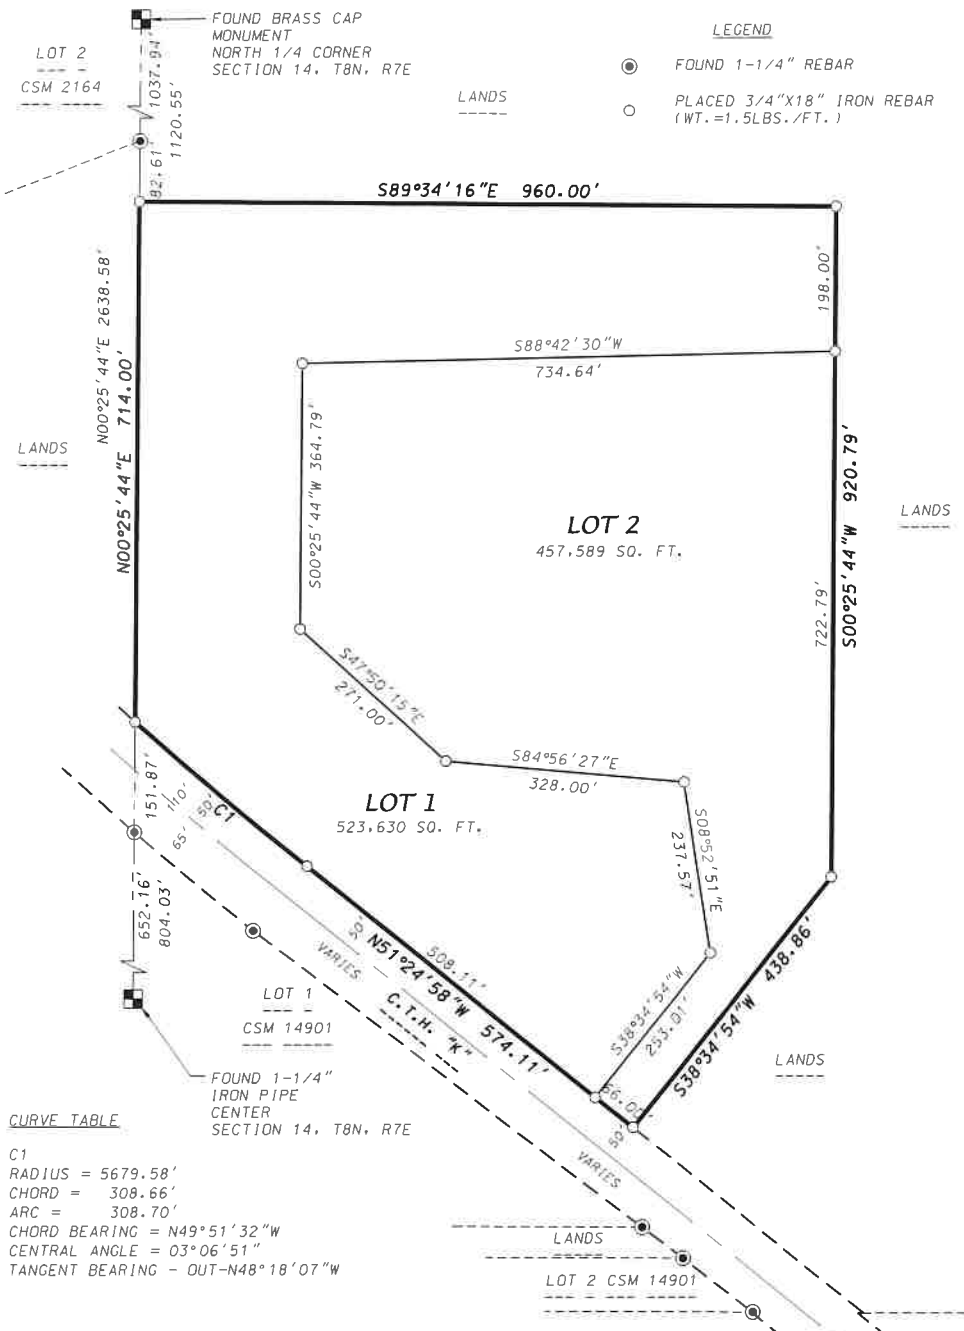 FOUND BRASS CAP
MONUMENT
NORTH 1/4 CORNER
SECTION 14, T8N, R7E
LOT 2
CSM 2164
1037.94'
1120.55'
82.61'
LANDS
LEGEND
FOUND 1-1/4" REBAR
PLACED 3/4"X18" IRON REBAR
(WT.=1.5LBS./FT.)
S89°34'16"E 960.00'
198.00'
N00°25'44"E 2638.58'
N00°25'44"E 714.00'
S88°42'30"W
734.64'
S00°25'44"W 364.79'
LANDS
LOT 2
457,589 SQ. FT.
722.79'
S00°25'44"W 920.79'
LANDS
S47°50'15"E
271.00'
S84°56'27"E
328.00'
LOT 1
523,630 SQ. FT.
S08°52'51"E
237.57'
151.87'
110'
50'
C1
65'
652.16'
804.03'
50'
VARIES
508.11'
N51°24'58"W 574.11'
C.T.H. "K"
S38°34'54"W
253.01'
S38°34'54"W 438.86'
66.00'
50'
VARIES
LANDS
LOT 1
CSM 14901
FOUND 1-1/4"
IRON PIPE
CENTER
SECTION 14, T8N, R7E
CURVE TABLE
C1
RADIUS = 5679.58'
CHORD = 308.66'
ARC = 308.70'
CHORD BEARING = N49°51'32"W
CENTRAL ANGLE = 03°06'51"
TANGENT BEARING - OUT-N48°18'07"W
LANDS
LOT 2 CSM 14901